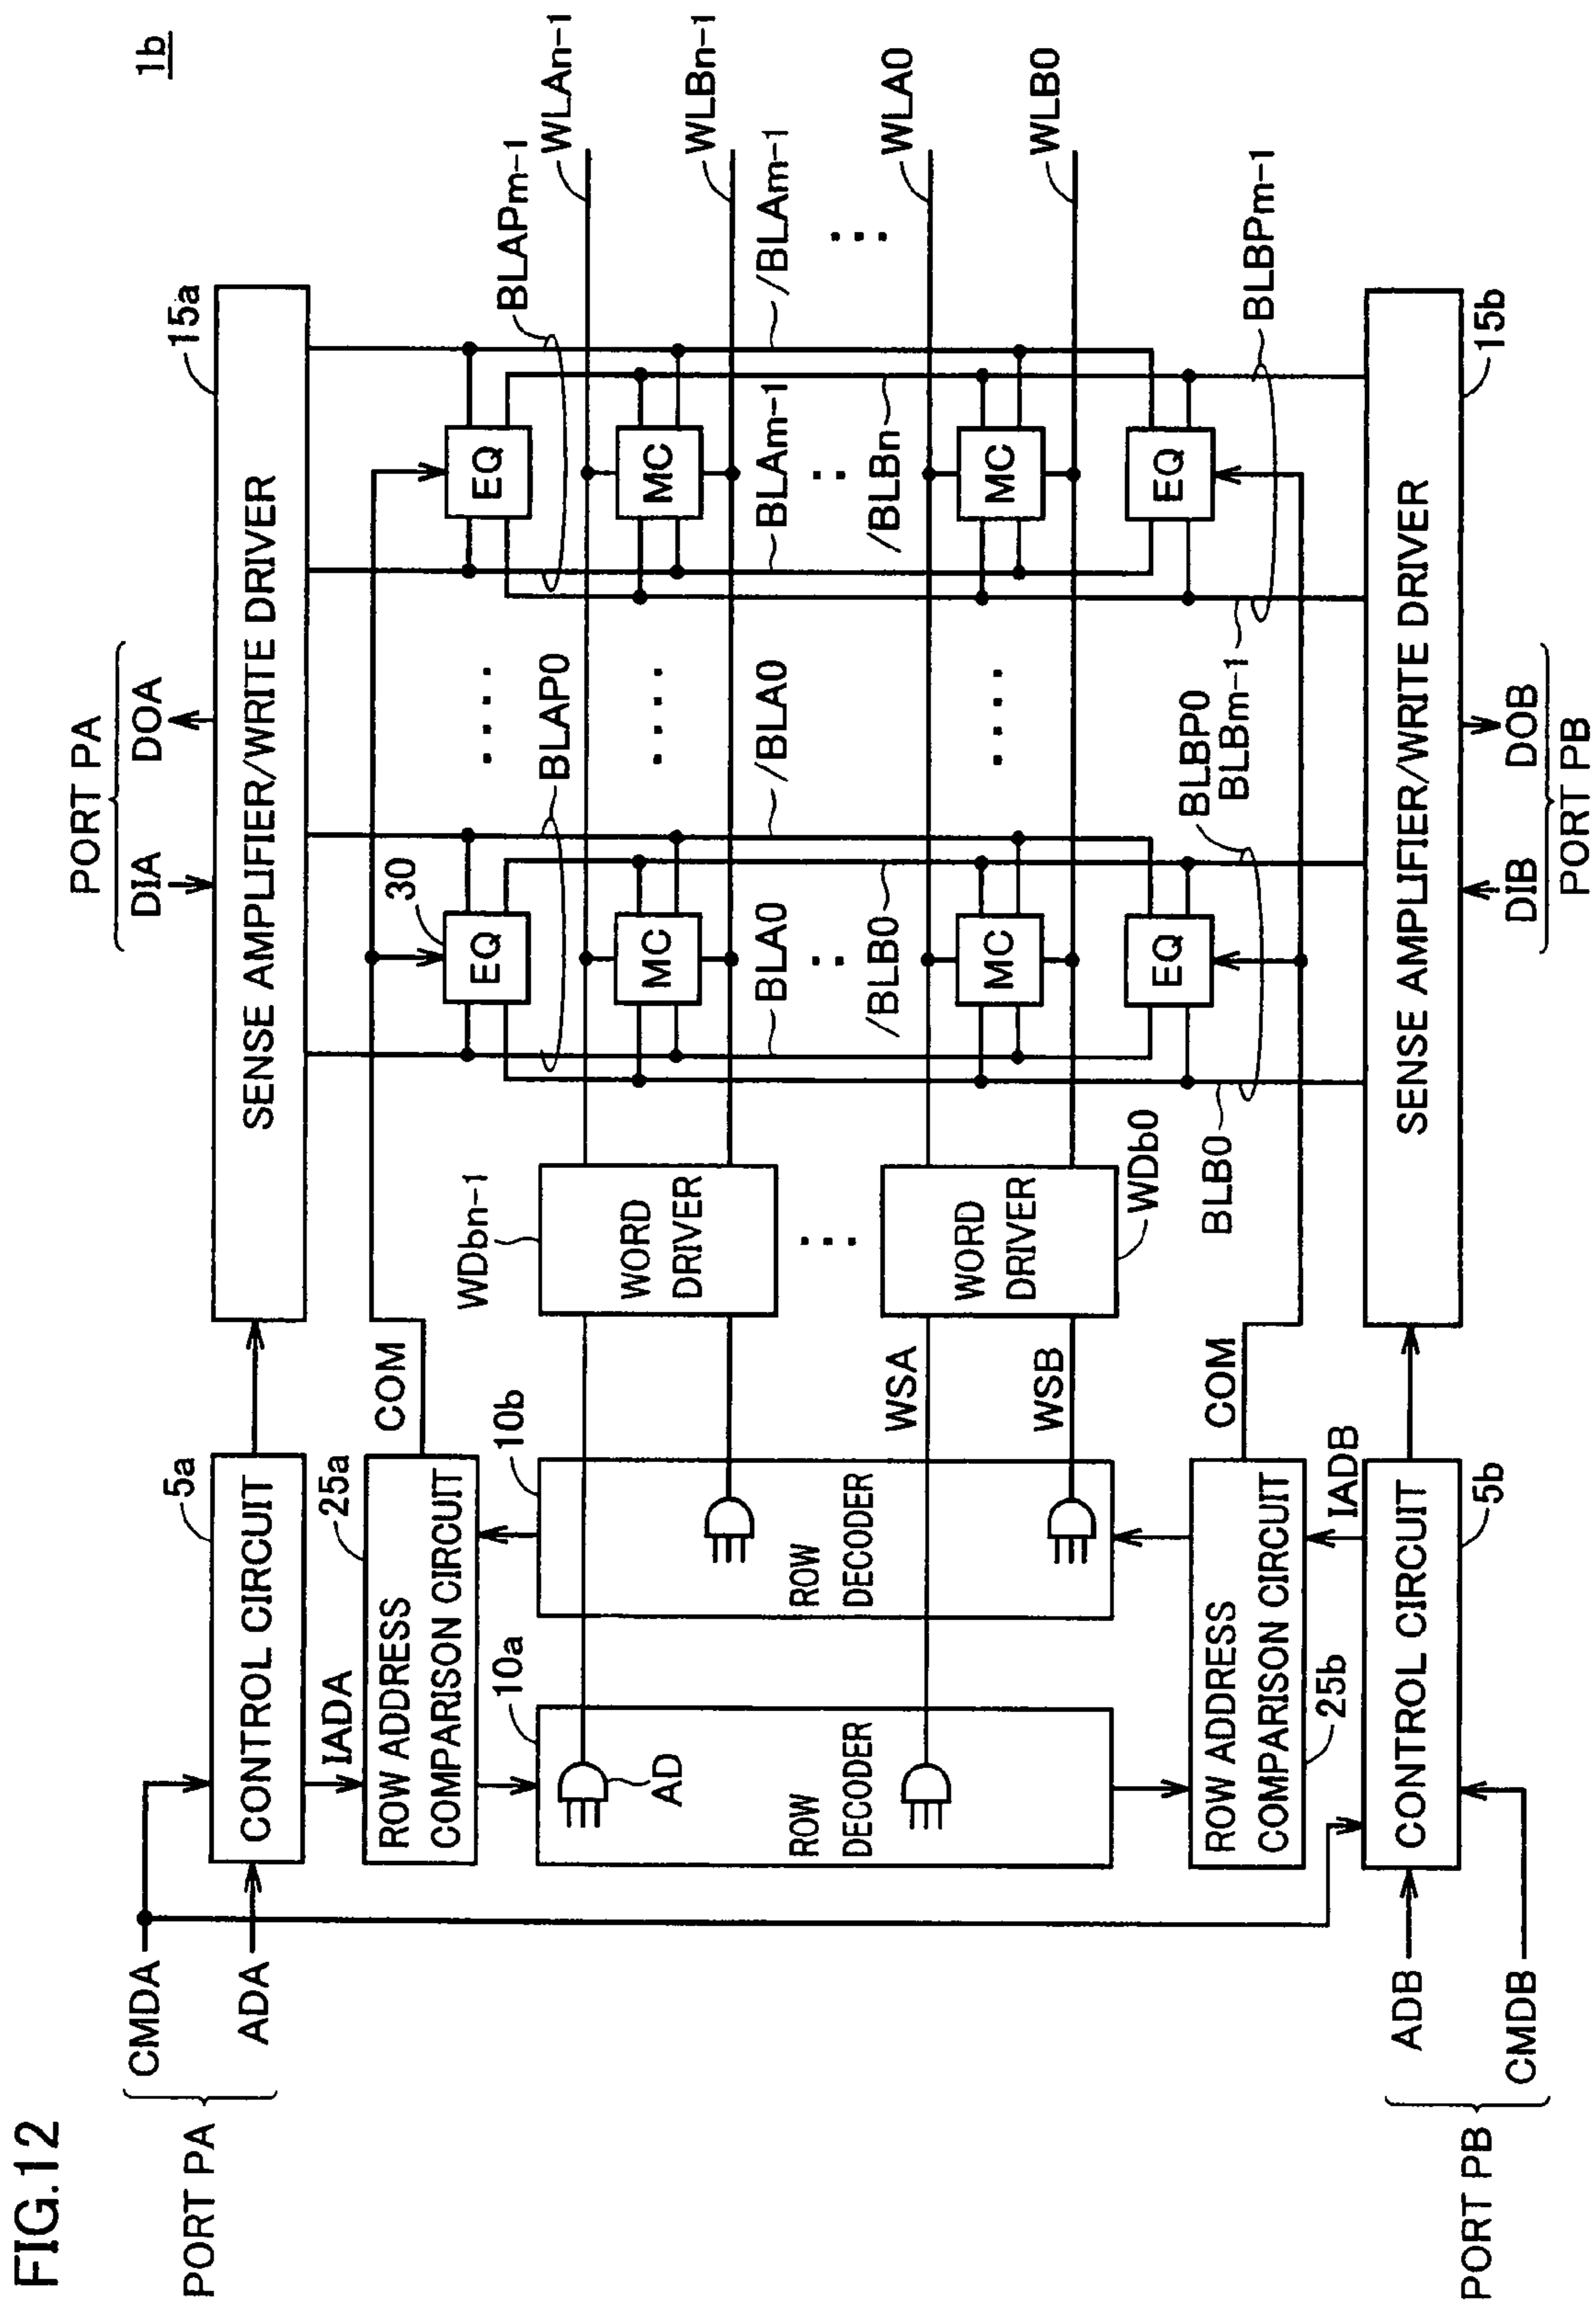 FIG.12
1b
PORT PA
CMDA
ADA
5a
CONTROL CIRCUIT
IADA
25a
ROW ADDRESS
COMPARISON CIRCUIT
COM
PORT PA
DIA
DOA
15a
SENSE AMPLIFIER/WRITE DRIVER
10a
AD
ROW
DECODER
10b
ROW
DECODER
WDbn-1
WORD
DRIVER
WSA
WSB
WORD
DRIVER
WDb0
30
EQ
BLAP0
EQ
BLAPm-1
WLAn-1
MC
MC
WLBn-1
BLA0
/BLA0
BLAm-1
/BLAm-1
/BLB0
/BLBn
WLA0
MC
MC
WLB0
EQ
EQ
BLB0
BLBP0
BLBm-1
BLBPm-1
ROW ADDRESS
COMPARISON CIRCUIT
25b
COM
IADB
CONTROL CIRCUIT
5b
SENSE AMPLIFIER/WRITE DRIVER
15b
ADB
CMDB
PORT PB
DIB
DOB
PORT PB